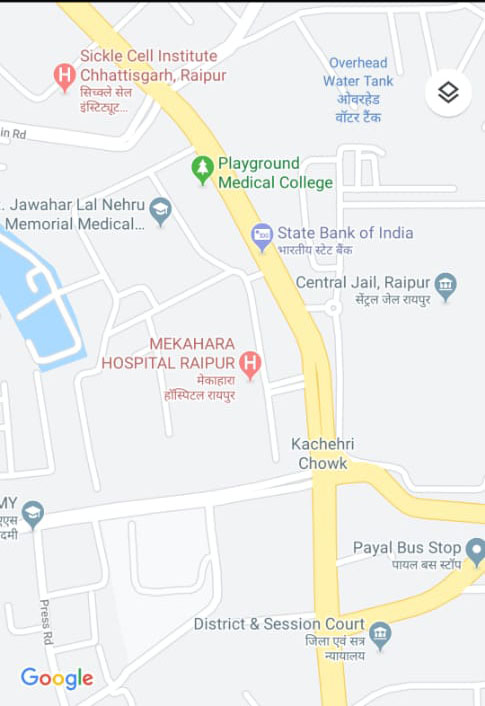 Sickle Cell Institute
Chhattisgarh, Raipur
सिक्ले सेल
इंस्टिट्यूट...
Overhead
Water Tank
ओवरहेड
वॉटर टैंक
in Rd
Playground
Medical College
. Jawahar Lal Nehru
Memorial Medical...
State Bank of India
भारतीय स्टेट बैंक
Central Jail, Raipur
सेंट्रल जेल रायपुर
MEKAHARA
HOSPITAL RAIPUR
मेकाहारा
हॉस्पिटल रायपुर
Kachehri
Chowk
MY
एएस
दमी
Payal Bus Stop
पायल बस स्टॉप
Press Rd
District & Session Court
जिला एवं सत्र
न्यायालय
Google